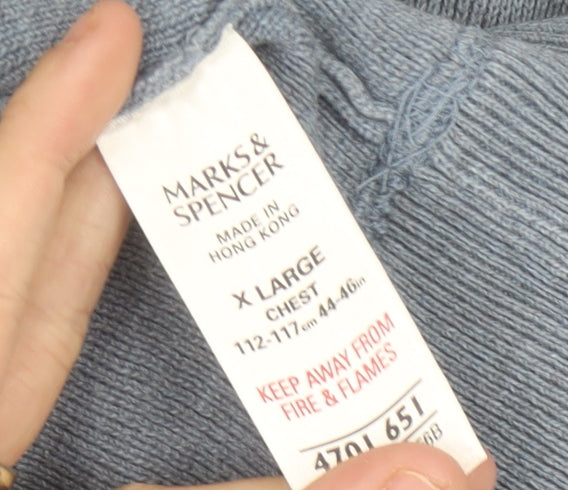 MARKS &
SPENCER
MADE IN
HONG KONG
X LARGE
CHEST
112-117cm 44-46in
KEEP AWAY FROM
FIRE & FLAMES
4701 651